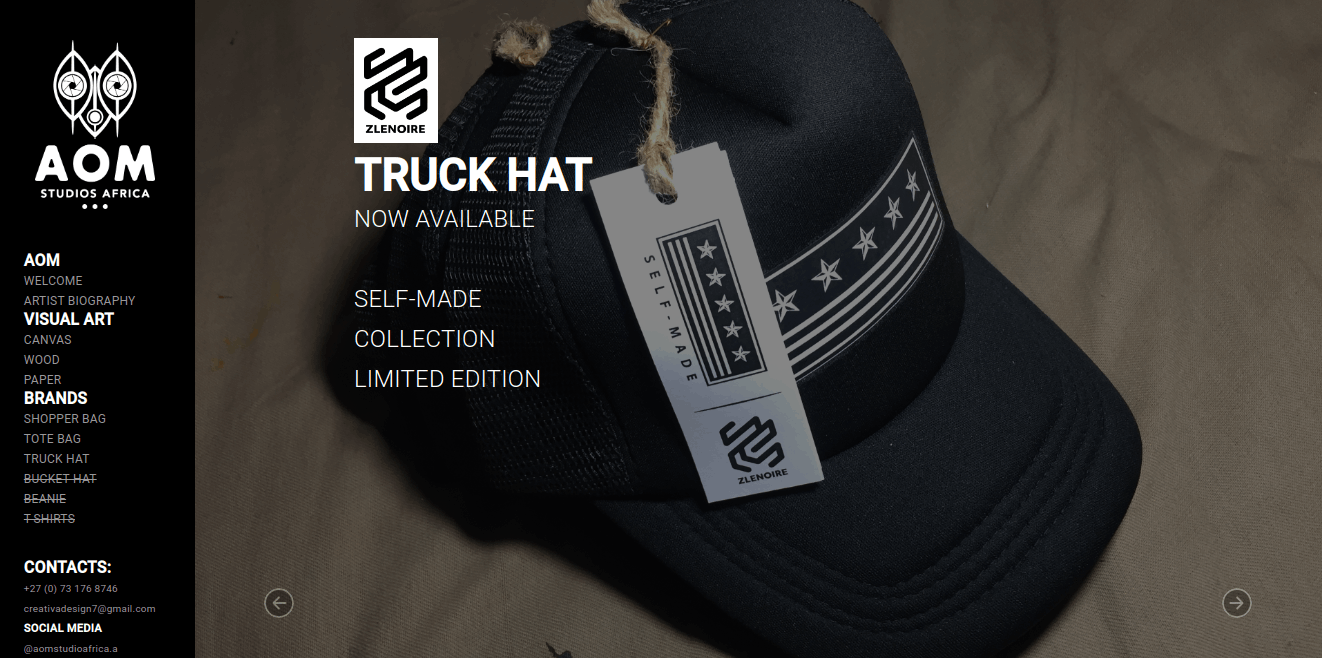 AOM
STUDIOS AFRICA
AOM
WELCOME
ARTIST BIOGRAPHY
VISUAL ART
CANVAS
WOOD
PAPER
BRANDS
SHOPPER BAG
TOTE BAG
TRUCK HAT
BUCKET HAT
BEANIE
T-SHIRTS
CONTACTS:
+27 (0) 73 176 8746
creativadesign7@gmail.com
SOCIAL MEDIA
@aomstudioafrica.a
ZLENOIRE
TRUCK HAT
NOW AVAILABLE
SELF-MADE
COLLECTION
LIMITED EDITION
SELF-MADE
ZLENOIRE